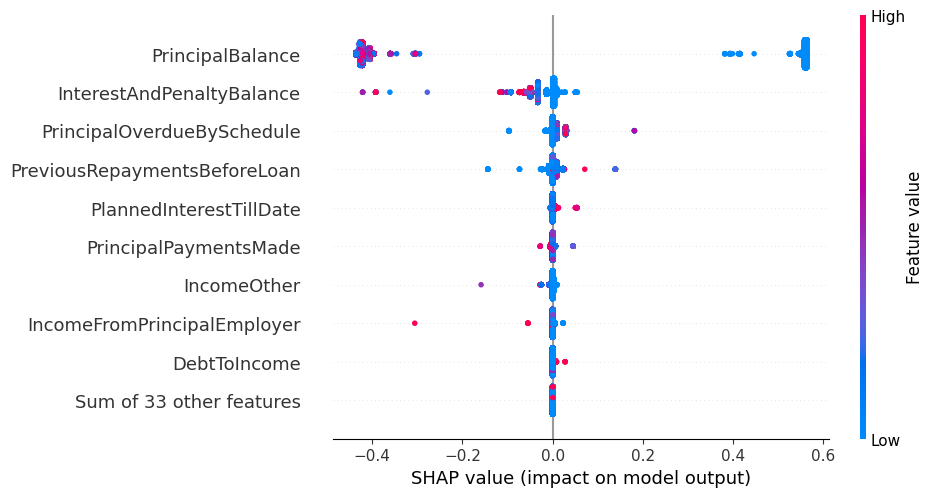 High
PrincipalBalance
InterestAndPenaltyBalance
PrincipalOverdueBySchedule
PreviousRepaymentsBeforeLoan
PlannedInterestTillDate
PrincipalPaymentsMade
IncomeOther
IncomeFromPrincipalEmployer
DebtToIncome
Sum of 33 other features
Feature value
Low
−0.4 −0.2 0.0 0.2 0.4 0.6
SHAP value (impact on model output)